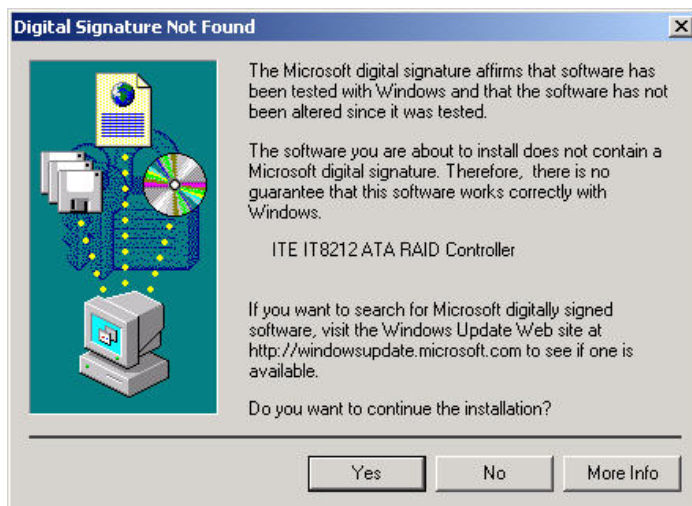 Digital Signature Not Found
The Microsoft digital signature affirms that software has
been tested with Windows and that the software has not
been altered since it was tested.
The software you are about to install does not contain a
Microsoft digital signature. Therefore, there is no
guarantee that this software works correctly with
Windows.
ITE IT8212 ATA RAID Controller
If you want to search for Microsoft digitally signed
software, visit the Windows Update Web site at
http://windowsupdate.microsoft.com to see if one is
available.
Do you want to continue the installation?
Yes No More Info